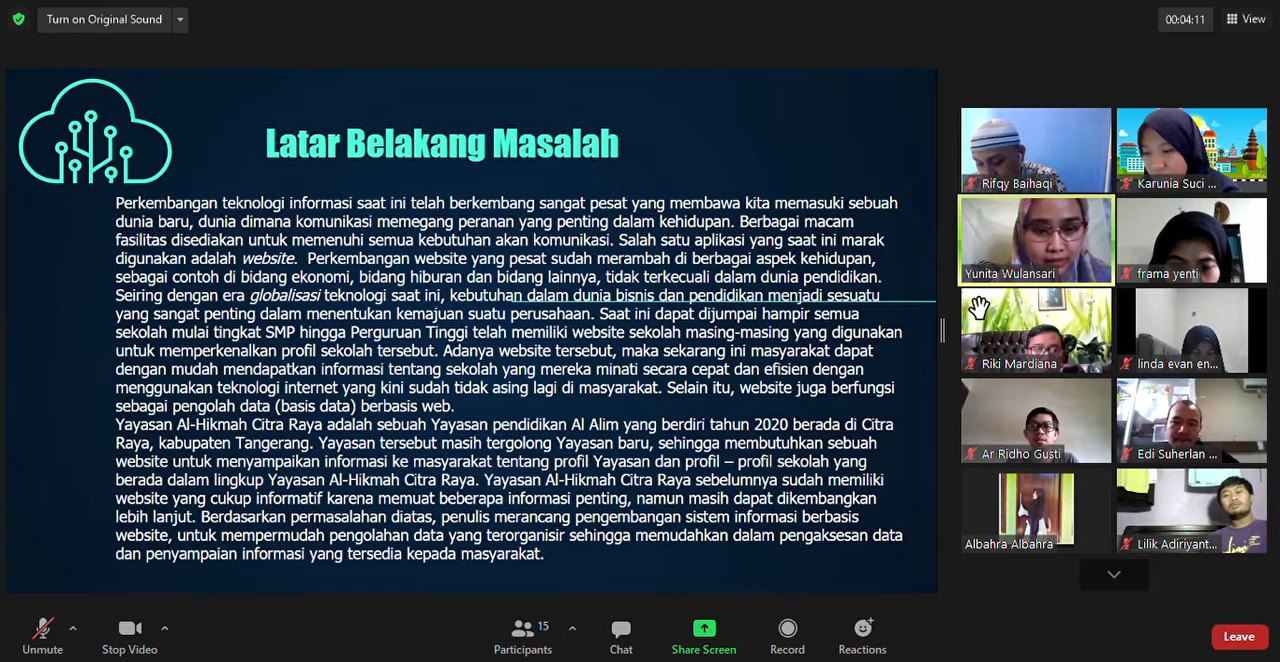 Turn on Original Sound
00:04:11
View
Latar Belakang Masalah
Perkembangan teknologi informasi saat ini telah berkembang sangat pesat yang membawa kita memasuki sebuah
dunia baru, dunia dimana komunikasi memegang peranan yang penting dalam kehidupan. Berbagai macam
fasilitas disediakan untuk memenuhi semua kebutuhan akan komunikasi. Salah satu aplikasi yang saat ini marak
digunakan adalah website. Perkembangan website yang pesat sudah merambah di berbagai aspek kehidupan,
sebagai contoh di bidang ekonomi, bidang hiburan dan bidang lainnya, tidak terkecuali dalam dunia pendidikan.
Seiring dengan era globalisasi teknologi saat ini, kebutuhan dalam dunia bisnis dan pendidikan menjadi sesuatu
yang sangat penting dalam menentukan kemajuan suatu perusahaan. Saat ini dapat dijumpai hampir semua
sekolah mulai tingkat SMP hingga Perguruan Tinggi telah memiliki website sekolah masing-masing yang digunakan
untuk memperkenalkan profil sekolah tersebut. Adanya website tersebut, maka sekarang ini masyarakat dapat
dengan mudah mendapatkan informasi tentang sekolah yang mereka minati secara cepat dan efisien dengan
menggunakan teknologi internet yang kini sudah tidak asing lagi di masyarakat. Selain itu, website juga berfungsi
sebagai pengolah data (basis data) berbasis web.
Yayasan Al-Hikmah Citra Raya adalah sebuah Yayasan pendidikan Al Alim yang berdiri tahun 2020 berada di Citra
Raya, kabupaten Tangerang. Yayasan tersebut masih tergolong Yayasan baru, sehingga membutuhkan sebuah
website untuk menyampaikan informasi ke masyarakat tentang profil Yayasan dan profil – profil sekolah yang
berada dalam lingkup Yayasan Al-Hikmah Citra Raya. Yayasan Al-Hikmah Citra Raya sebelumnya sudah memiliki
website yang cukup informatif karena memuat beberapa informasi penting, namun masih dapat dikembangkan
lebih lanjut. Berdasarkan permasalahan diatas, penulis merancang pengembangan sistem informasi berbasis
website, untuk mempermudah pengolahan data yang terorganisir sehingga memudahkan dalam pengaksesan data
dan penyampaian informasi yang tersedia kepada masyarakat.
Rifqy Baihaqi
Karunia Suci ...
Yunita Wulansari
frama yenti
Riki Mardiana
linda evan en...
Ar Ridho Gusti
Edi Suherlan ...
Albahra Albahra
Lilik Adiriyant...
Unmute
Stop Video
Participants
15
Chat
Share Screen
Record
Reactions
Leave